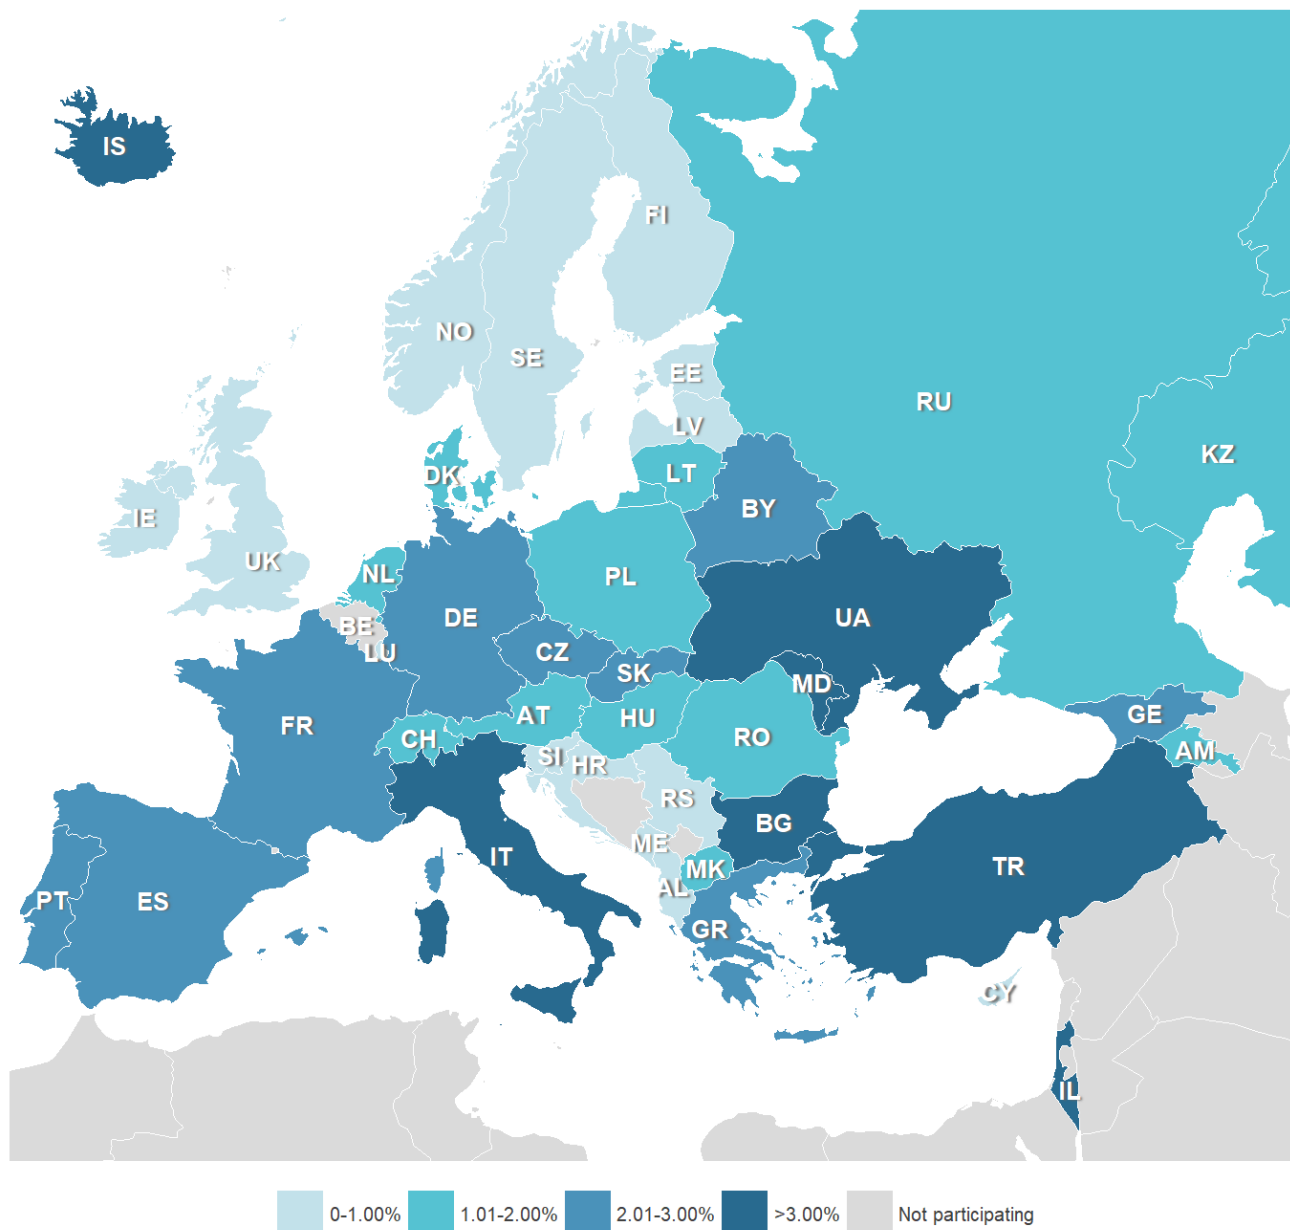 IS
FI
NO
SE
EE
RU
LV
KZ
LT
DK
BY
IE
UK
NL
PL
DE
UA
BE
LU
CZ
SK
MD
FR
AT
HU
GE
CH
RO
AM
SI
HR
RS
BG
ME
IT
MK
TR
AL
PT
ES
GR
CY
IL
0-1.00% 1.01-2.00% 2.01-3.00% >3.00% Not participating